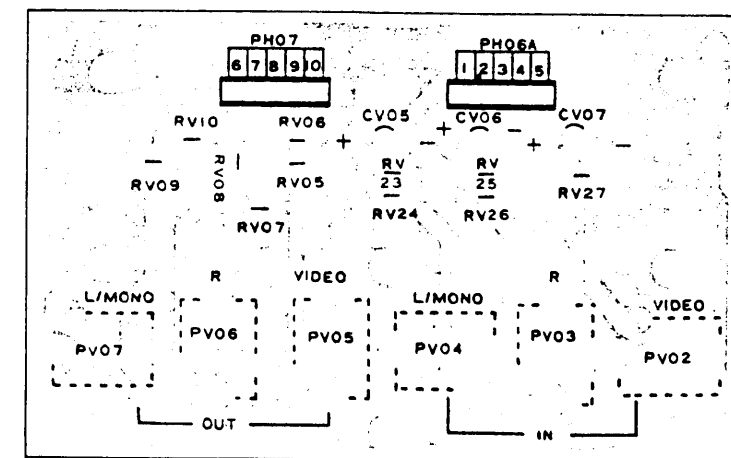 PH07
PH06A
6 7 8 9 10
1 2 3 4 5
RV10
RV06
+ CV05 -
+ CV06 -
+ CV07 -
RV09
RV08
RV05
RV
23
RV
25
RV27
RV07
RV24
RV26
R
VIDEO
R
L/MONO
L/MONO
VIDEO
PV07
PV06
PV05
PV04
PV03
PV02
OUT
IN